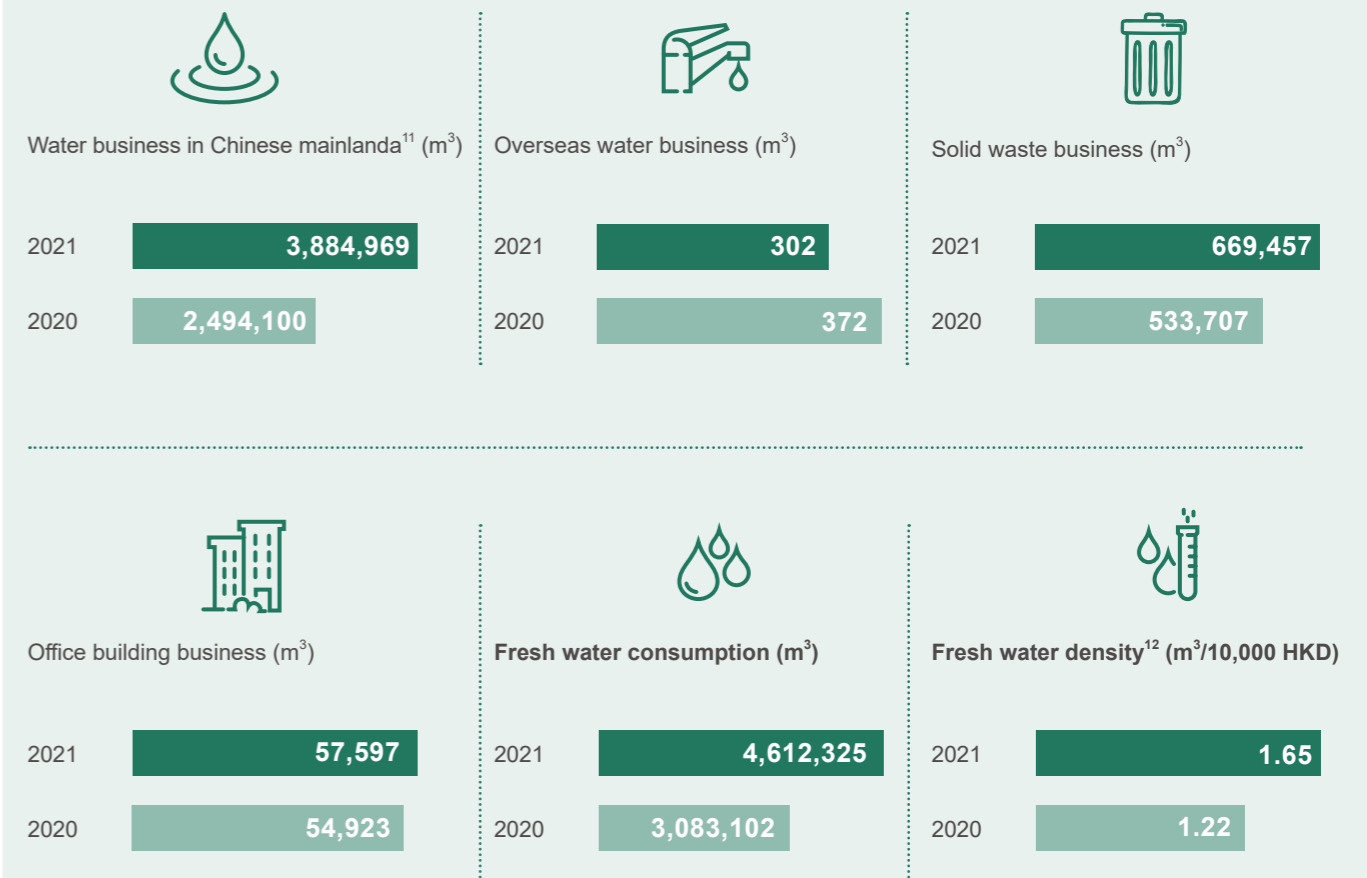 Water business in Chinese mainlanda¹¹ (m³)
2021 3,884,969
2020 2,494,100
Overseas water business (m³)
2021 302
2020 372
Solid waste business (m³)
2021 669,457
2020 533,707
Office building business (m³)
2021 57,597
2020 54,923
Fresh water consumption (m³)
2021 4,612,325
2020 3,083,102
Fresh water density¹² (m³/10,000 HKD)
2021 1.65
2020 1.22